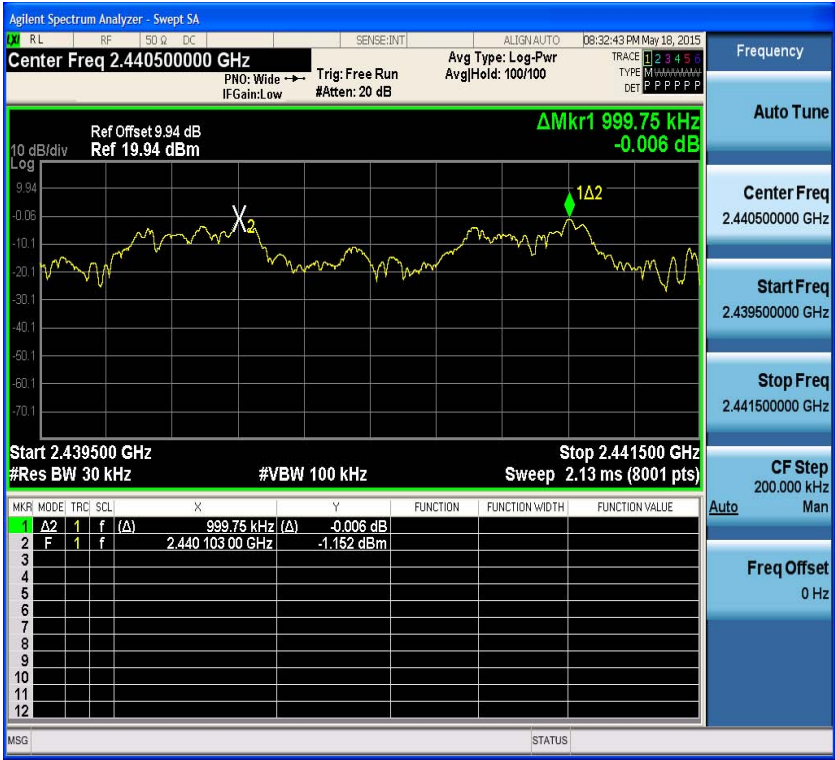 Agilent Spectrum Analyzer - Swept SA
RL RF 50 Ω DC SENSE:INT ALIGN AUTO 08:32:43 PM May 18, 2015
Center Freq 2.440500000 GHz
PNO: Wide
IFGain:Low
Trig: Free Run
#Atten: 20 dB
Avg Type: Log-Pwr
Avg|Hold: 100/100
TRACE 1 2 3 4 5 6
TYPE M
DET P P P P P P
Frequency
Auto Tune
Center Freq
2.440500000 GHz
Start Freq
2.439500000 GHz
Stop Freq
2.441500000 GHz
CF Step
200.000 kHz
Auto Man
Freq Offset
0 Hz
ΔMkr1 999.75 kHz
-0.006 dB
Ref Offset 9.94 dB
10 dB/div Ref 19.94 dBm
Log
9.94
-0.06
-10.1
-20.1
-30.1
-40.1
-50.1
-60.1
-70.1
2
1Δ2
Start 2.439500 GHz Stop 2.441500 GHz
#Res BW 30 kHz #VBW 100 kHz Sweep 2.13 ms (8001 pts)
MKR MODE TRC SCL X Y FUNCTION FUNCTION WIDTH FUNCTION VALUE
1 Δ2 1 f (Δ) 999.75 kHz (Δ) -0.006 dB
2 F 1 f 2.440 103 00 GHz -1.152 dBm
3
4
5
6
7
8
9
10
11
12
MSG STATUS